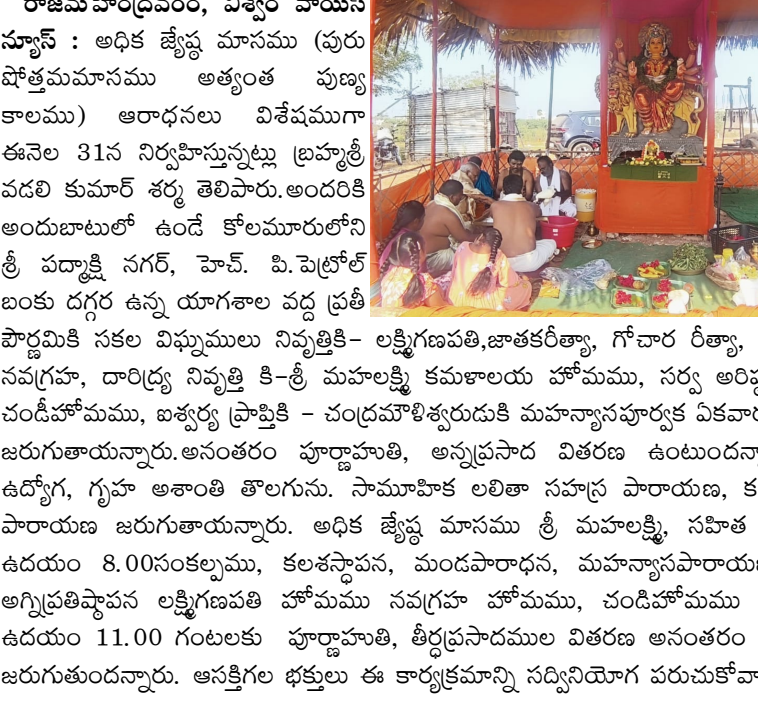 రాజమహేంద్రవరం, విశ్వం వాయిస్
న్యూస్ : అధిక జ్యేష్ఠ మాసము (పురు
షోత్తమమాసము అత్యంత పుణ్య
కాలము) ఆరాధనలు విశేషముగా
ఈనెల 31న నిర్వహిస్తున్నట్లు బ్రహ్మశ్రీ
వడలి కుమార్ శర్మ తెలిపారు.అందరికి
అందుబాటులో ఉండే కోలమూరులోని
శ్రీ పద్మాక్షి నగర్, హెచ్. పి.పెట్రోల్
బంకు దగ్గర ఉన్న యాగశాల వద్ద ప్రతీ
పౌర్ణమికి సకల విఘ్నములు నివృత్తికి- లక్ష్మిగణపతి,జాతకరీత్యా, గోచార రీత్యా,
నవగ్రహ, దారిద్ర్య నివృత్తి కి-శ్రీ మహలక్ష్మి కమళాలయ హోమము, సర్వ
చండీహోమము, ఐశ్వర్య ప్రాప్తికి - చంద్రమౌళిశ్వరుడుకి మహన్యాసపూర్వక ఏకవార
జరుగుతాయన్నారు.అనంతరం పూర్ణాహుతి, అన్నప్రసాద వితరణ
ఉద్యోగ, గృహ అశాంతి తొలగును. సామూహిక లలితా సహస్ర పారాయణ,
పారాయణ జరుగుతాయన్నారు. అధిక జ్యేష్ఠ మాసము శ్రీ మహలక్ష్మి, సహిత
ఉదయం 8.00సంకల్పము, కలశస్థాపన, మండపారాధన,
అగ్నిప్రతిష్ఠాపన లక్ష్మిగణపతి హోమము నవగ్రహ హోమము, చండిహోమము
ఉదయం 11.00 గంటలకు పూర్ణాహుతి, తీర్థప్రసాదముల వితరణ అనంతరం
జరుగుతుందన్నారు. ఆసక్తిగల భక్తులు ఈ కార్యక్రమాన్ని సద్వినియోగ